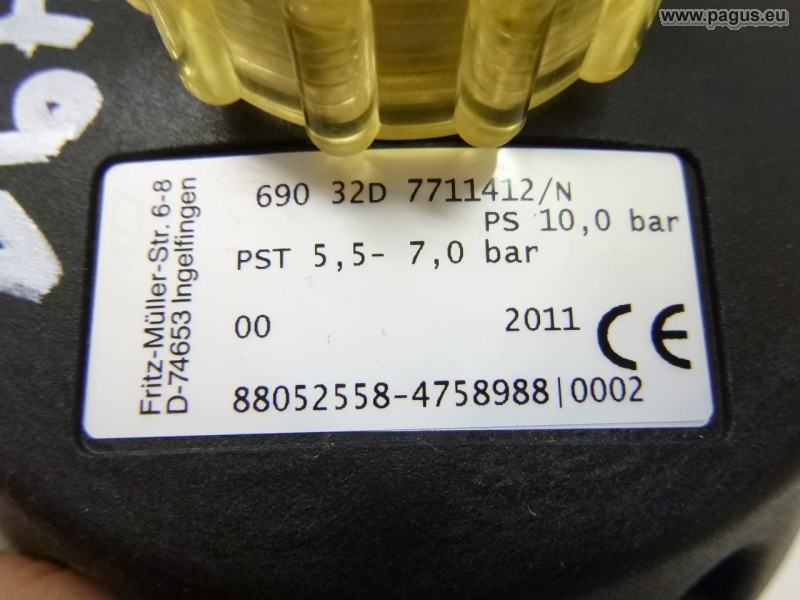 www.pagus.eu
690 32D 7711412/N
PS 10,0 bar
PST 5,5- 7,0 bar
00 2011 CE
88052558-4758988|0002
Fritz-Müller-Str. 6-8
D-74653 Ingelfingen